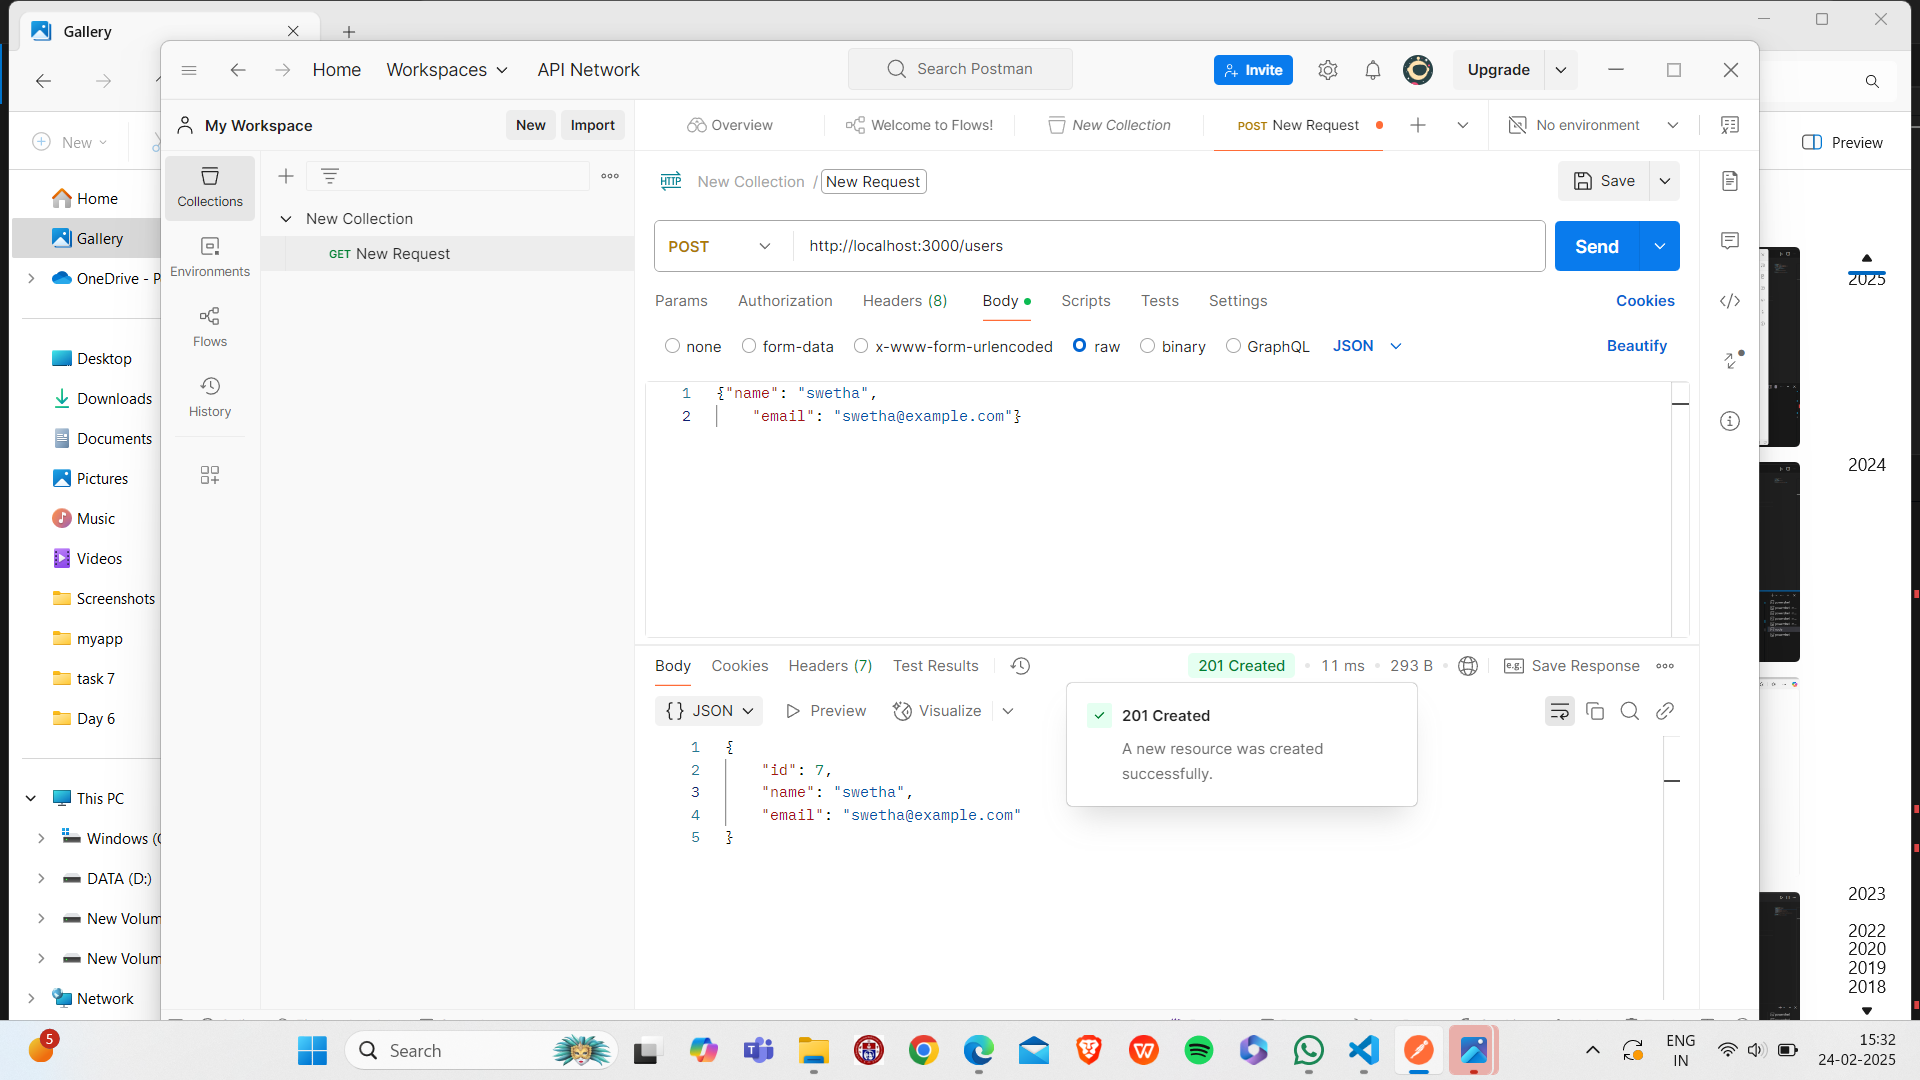 Gallery
Home
Workspaces
API Network
Search Postman
Invite
Upgrade
New
My Workspace
New
Import
Overview
Welcome to Flows!
New Collection
POST New Request
No environment
Preview
Home
Gallery
OneDrive - P
Desktop
Downloads
Documents
Pictures
Music
Videos
Screenshots
myapp
task 7
Day 6
This PC
Windows (C
DATA (D:)
New Volum
New Volum
Network
Collections
Environments
Flows
History
New Collection
GET New Request
HTTP New Collection / New Request
Save
POST http://localhost:3000/users
Send
Params Authorization Headers (8) Body Scripts Tests Settings
Cookies
none form-data x-www-form-urlencoded raw binary GraphQL JSON
Beautify
1 {"name": "swetha",
2 "email": "swetha@example.com"}
Body Cookies Headers (7) Test Results
201 Created 11 ms 293 B
e.g. Save Response
{} JSON Preview Visualize
201 Created
A new resource was created
successfully.
1 {
2 "id": 7,
3 "name": "swetha",
4 "email": "swetha@example.com"
5 }
2025
2024
2023
2022
2020
2019
2018
5
Search
ENG
IN
15:32
24-02-2025